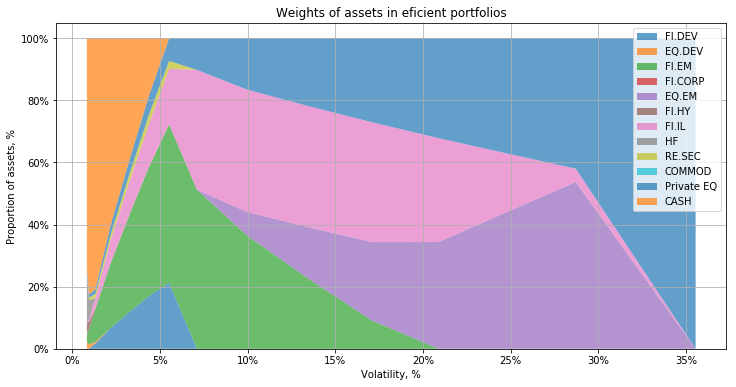 Weights of assets in eficient portfolios
Proportion of assets, %
100%
80%
60%
40%
20%
0%
0%
5%
10%
15%
20%
25%
30%
35%
Volatility, %
FI.DEV
EQ.DEV
FI.EM
FI.CORP
EQ.EM
FI.HY
FI.IL
HF
RE.SEC
COMMOD
Private EQ
CASH